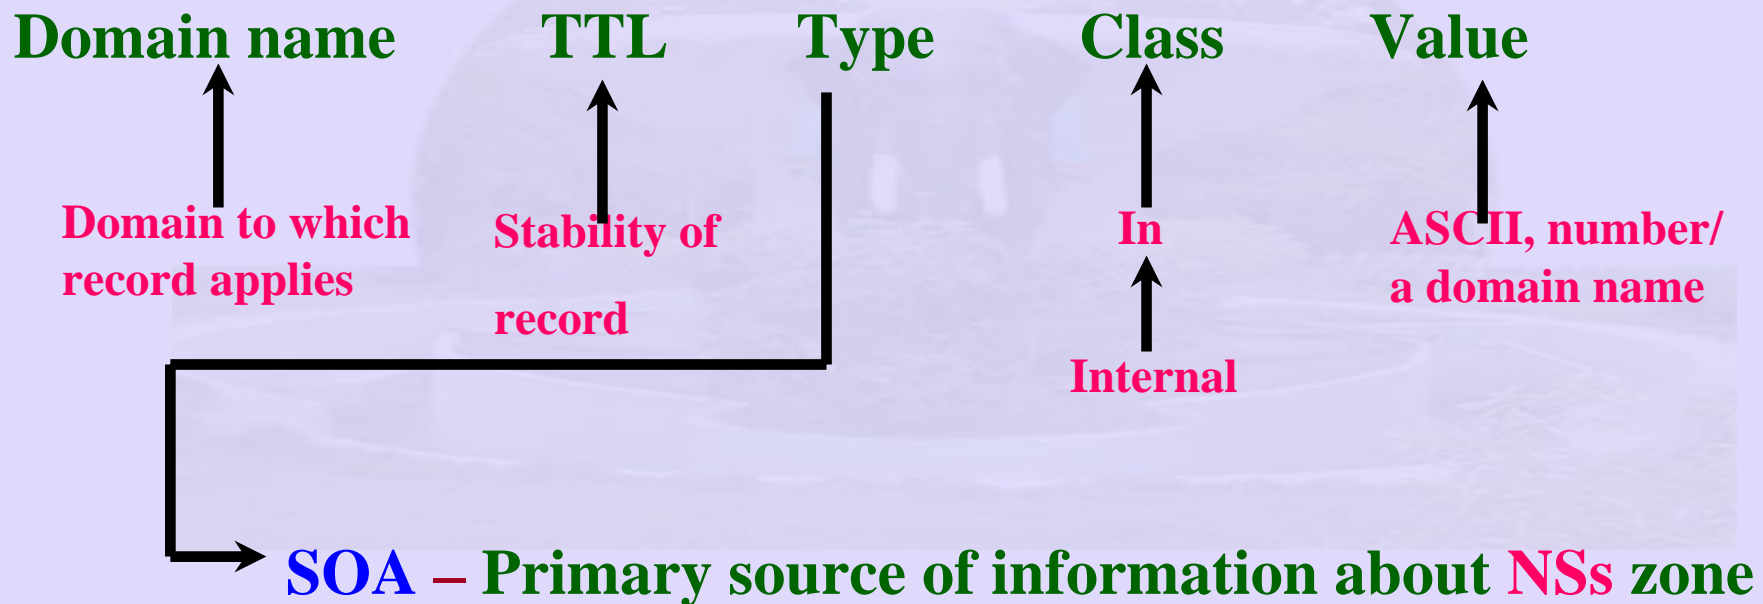 Domain name TTL Type Class Value
Domain to which
record applies
Stability of
record
In
Internal
ASCII, number/
a domain name
SOA – Primary source of information about NSs zone